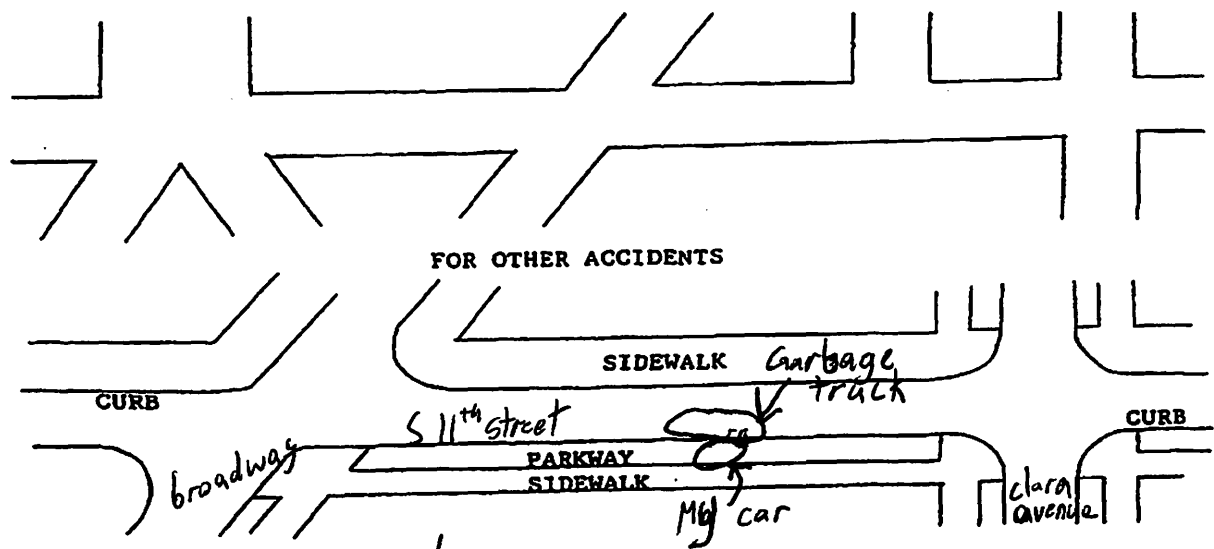 FOR OTHER ACCIDENTS
SIDEWALK
Garbage
truck
CURB
S 11th street
CURB
broadway
PARKWAY
SIDEWALK
My car
clara
avenue